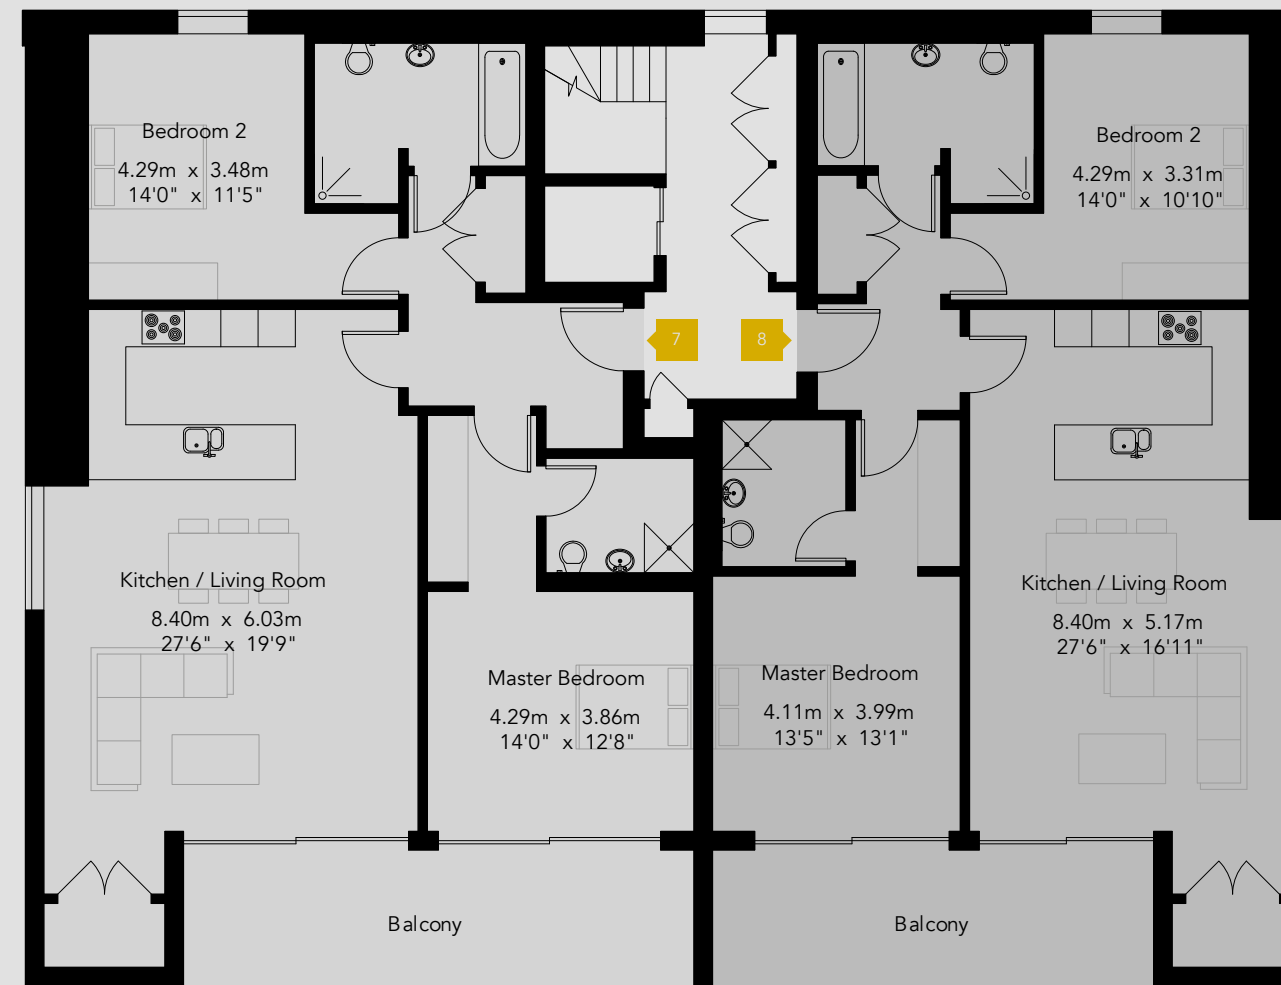 Bedroom 2
4.29m x 3.48m
14'0" x 11'5"
Bedroom 2
4.29m x 3.31m
14'0" x 10'10"
7
8
Kitchen / Living Room
8.40m x 6.03m
27'6" x 19'9"
Master Bedroom
4.29m x 3.86m
14'0" x 12'8"
Master Bedroom
4.11m x 3.99m
13'5" x 13'1"
Kitchen / Living Room
8.40m x 5.17m
27'6" x 16'11"
Balcony
Balcony